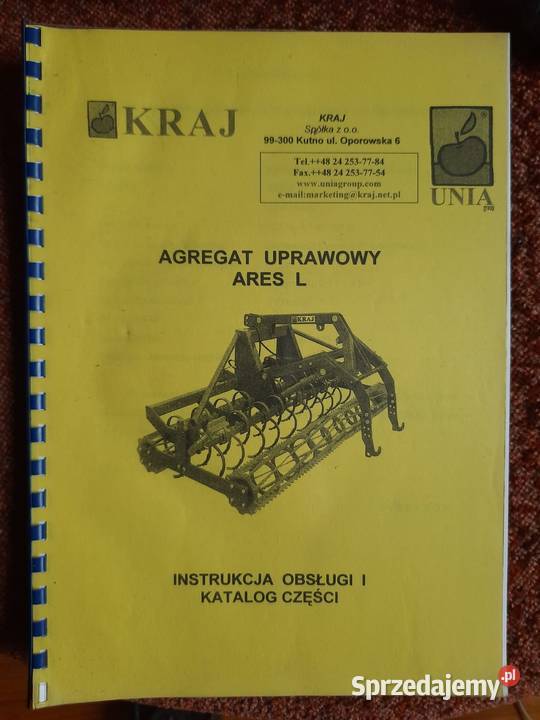 KRAJ
KRAJ
Spółka z o.o.
99-300 Kutno ul. Oporowska 6
Tel.++48 24 253-77-84
Fax.++48 24 253-77-54
www.uniagroup.com
e-mail:marketing@kraj.net.pl
®
UNIA
group
AGREGAT UPRAWOWY
ARES L
KRAJ
INSTRUKCJA OBSŁUGI I
KATALOG CZĘŚCI
Sprzedajemy.pl